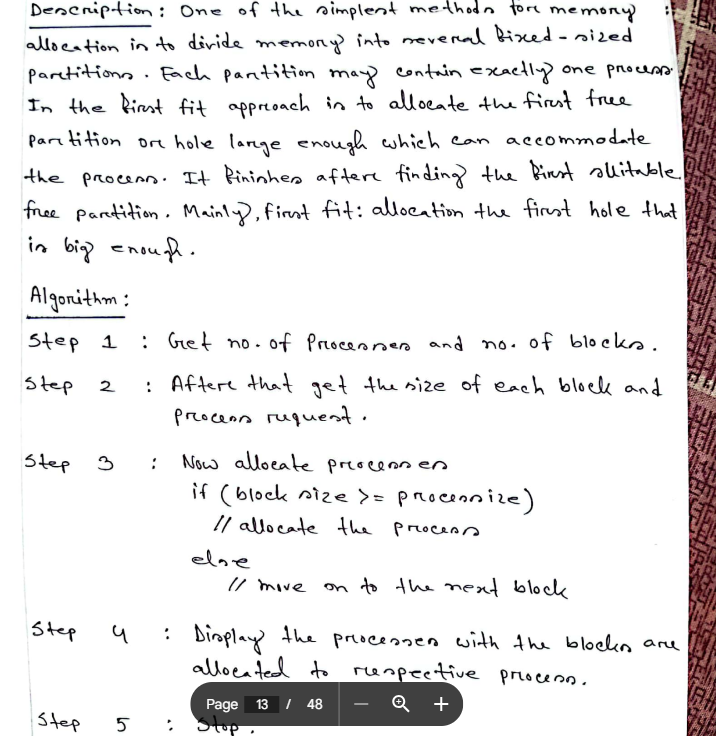 Description: One of the simplest methods for memory
allocation is to divide memory into several fixed-sized
partitions. Each partition may contain exactly one process.
In the first fit approach is to allocate the first free
partition or hole large enough which can accommodate
the process. It finishes after finding the first suitable
free partition. Mainly, first fit: allocation the first hole that
is big enough.
Algorithm:
Step 1 : Get no. of Processes and no. of blocks.
Step 2 : After that get the size of each block and
process request.
Step 3 : Now allocate processes
if (block size >= processize)
// allocate the process
else
// move on to the next block
Step 4 : Display the processes with the blocks are
allocated to respective process.
Page 13 / 48 — +
Step 5 : Stop.